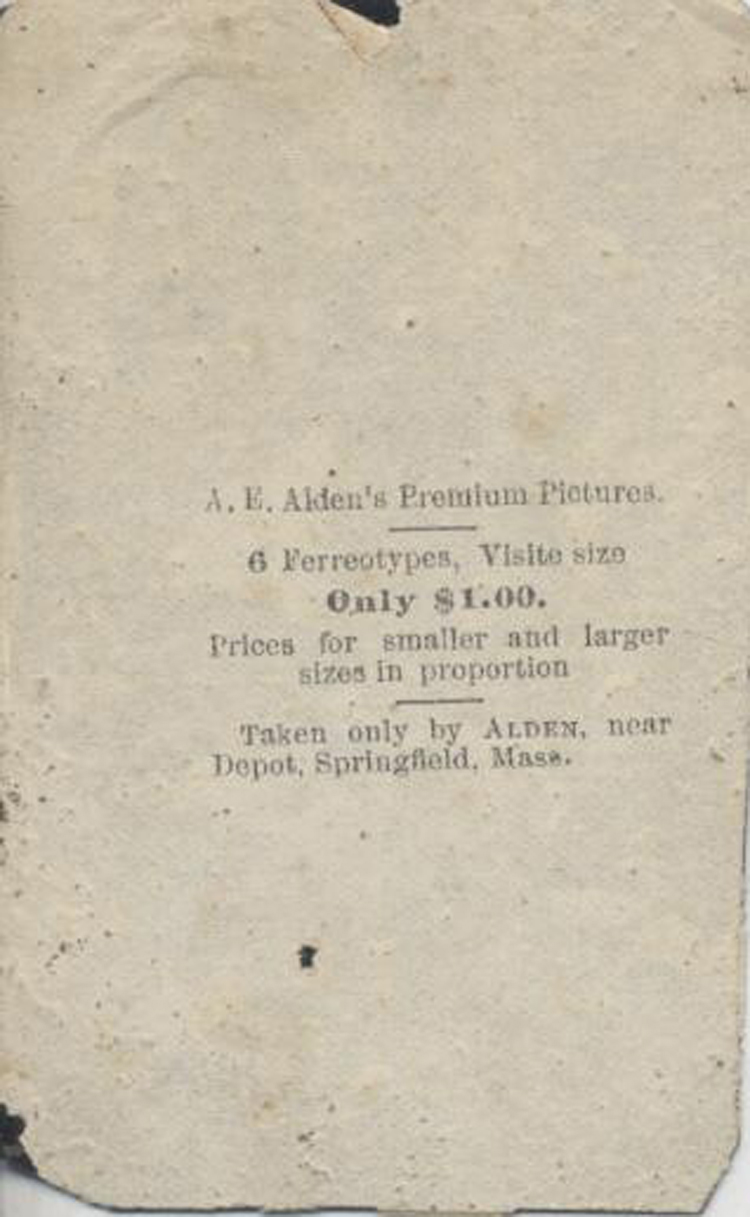 A. E. Alden's Premium Pictures.
6 Ferreotypes, Visite size
Only $1.00.
Prices for smaller and larger
sizes in proportion
Taken only by ALDEN, near
Depot, Springfield, Mass.